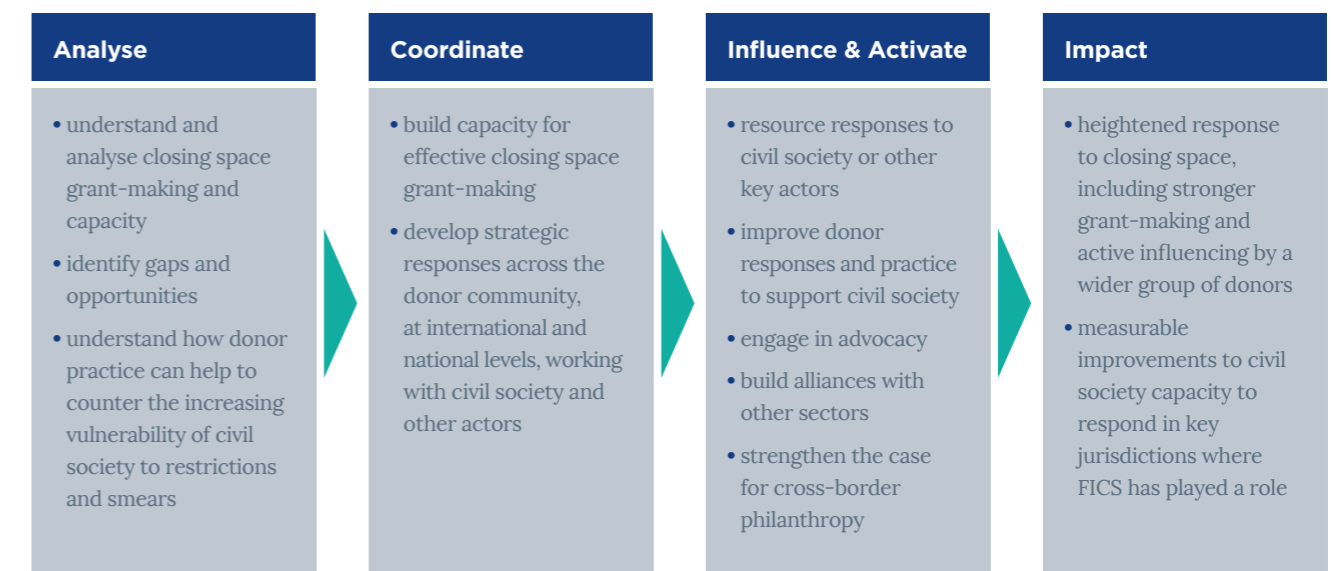 Analyse
• understand and
analyse closing space
grant-making and
capacity
• identify gaps and
opportunities
• understand how donor
practice can help to
counter the increasing
vulnerability of civil
society to restrictions
and smears
Coordinate
• build capacity for
effective closing space
grant-making
• develop strategic
responses across the
donor community,
at international and
national levels, working
with civil society and
other actors
Influence & Activate
• resource responses to
civil society or other
key actors
• improve donor
responses and practice
to support civil society
• engage in advocacy
• build alliances with
other sectors
• strengthen the case
for cross-border
philanthropy
Impact
• heightened response
to closing space,
including stronger
grant-making and
active influencing by a
wider group of donors
• measurable
improvements to civil
society capacity to
respond in key
jurisdictions where
FICS has played a role